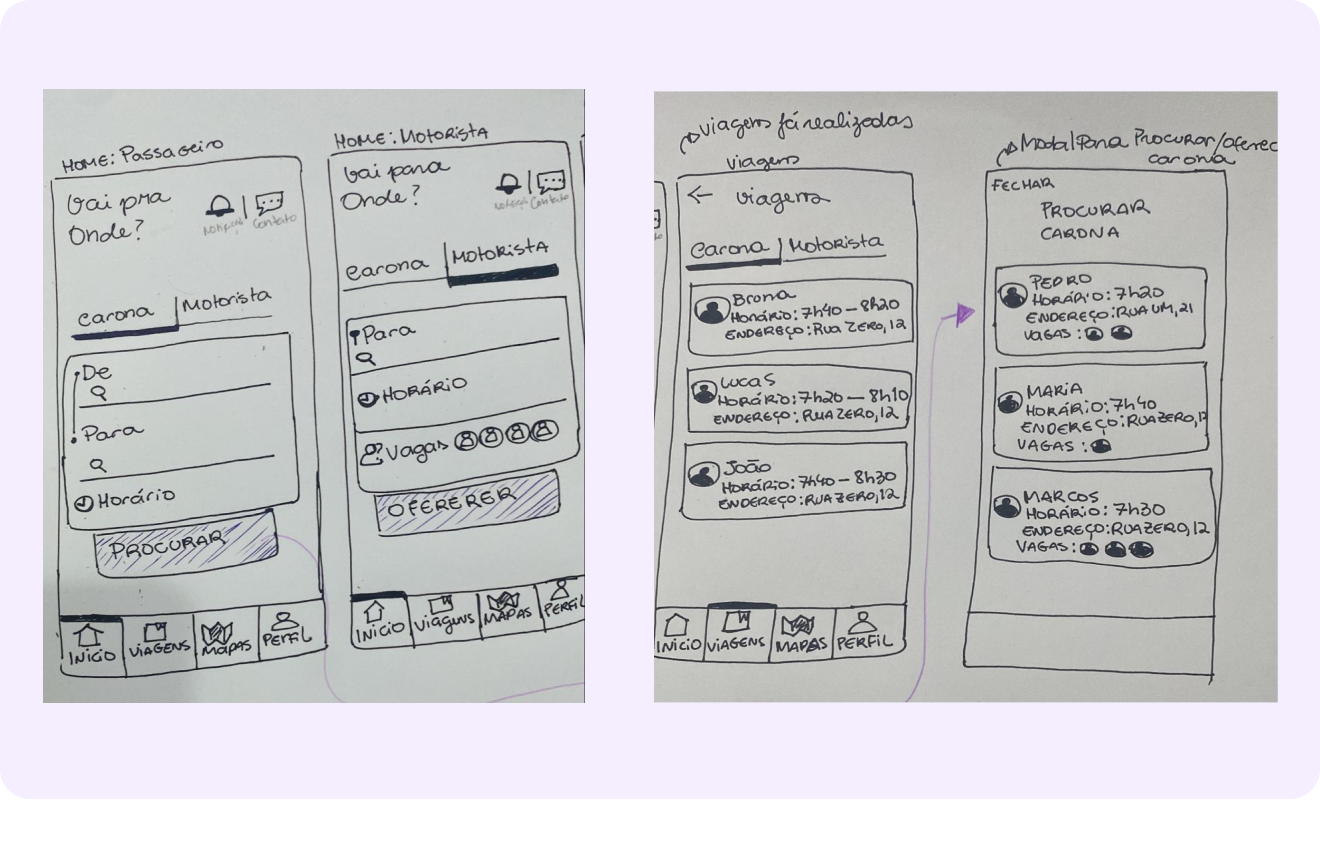 HOME: Passageiro
Vai pra
Onde?
Notificaçõ
Contato
Carona
Motorista
De
Para
Horário
PROCURAR
INICIO
VIAGENS
MAPAS
PERFIL
HOME: MOTORISTA
Vai para
Onde?
Contato
Carona
MOTORISTA
Para
HORÁRIO
Vagas
OFERERER
INICIO
Viagens
MAPAS
PERFIL
Viagens já realizadas
viagens
viagens
Carona
Motorista
Bruna
HORÁRIO: 7h40 — 8h20
ENDEREÇO: RUA ZERO, 12
Lucas
HORÁRIO: 7h20 — 8h10
ENDEREÇO: RUA ZERO, 12
João
HORÁRIO: 7h40 — 8h30
ENDEREÇO: RUA ZERO, 12
INICIO
VIAGENS
MAPAS
PERFIL
Modal Para Procurar/oferec
carona
FECHAR
PROCURAR
CARONA
PEDRO
HORÁRIO: 7h20
ENDEREÇO: RUA UM, 21
VAGAS:
MARIA
HORÁRIO: 7h40
ENDEREÇO: RUA ZERO, 12
VAGAS:
MARCOS
HORÁRIO: 7h30
ENDEREÇO: RUA ZERO, 12
VAGAS: